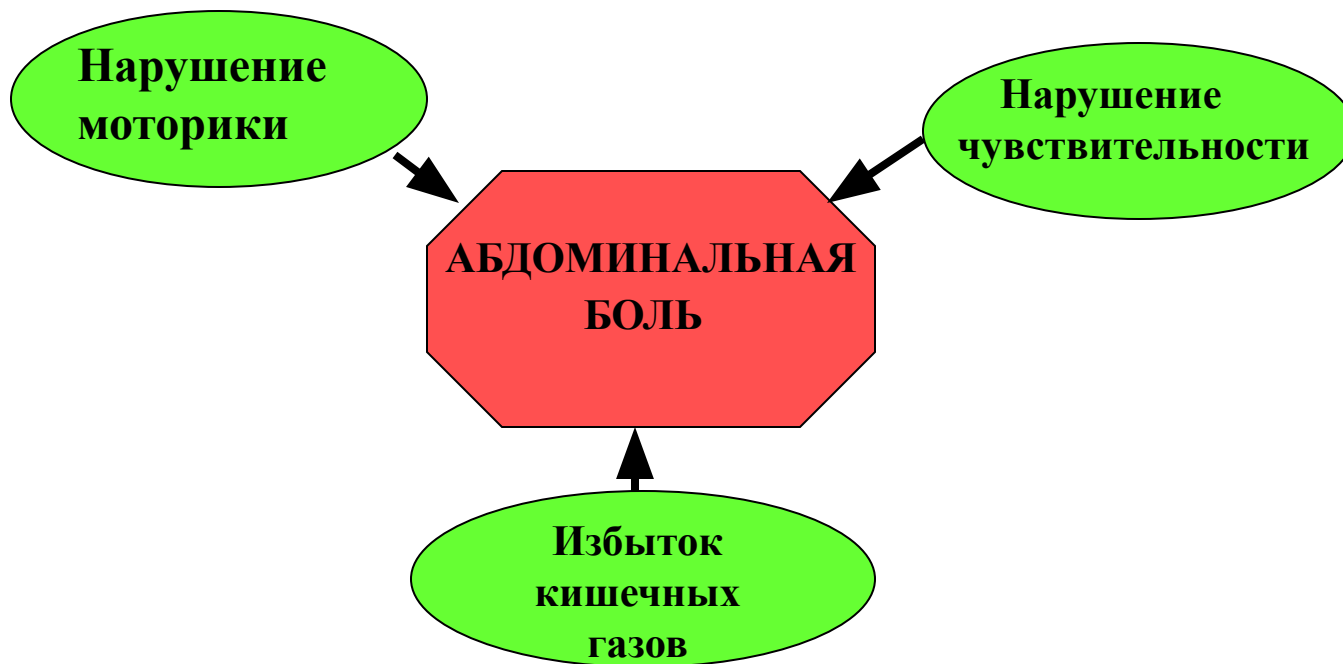 Нарушение
моторики
Нарушение
чувствительности
АБДОМИНАЛЬНАЯ
БОЛЬ
Избыток
кишечных
газов